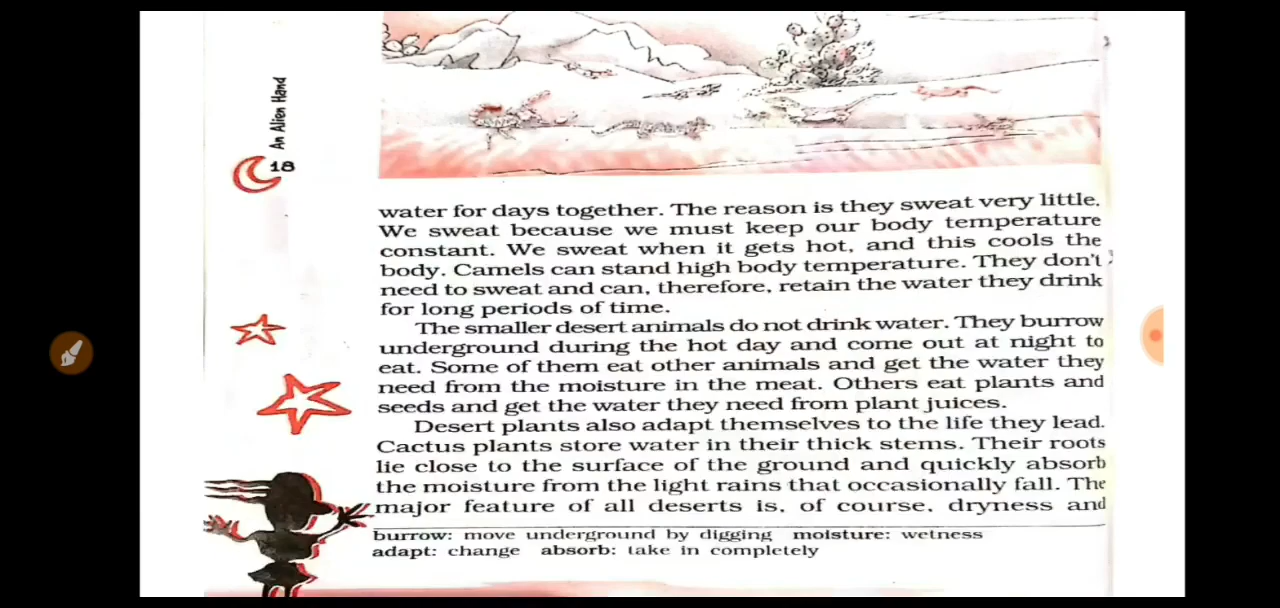 An Alien Hand
18
water for days together. The reason is they sweat very little.
We sweat because we must keep our body temperature
constant. We sweat when it gets hot, and this cools the
body. Camels can stand high body temperature. They don't
need to sweat and can, therefore, retain the water they drink
for long periods of time.
The smaller desert animals do not drink water. They burrow
underground during the hot day and come out at night to
eat. Some of them eat other animals and get the water they
need from the moisture in the meat. Others eat plants and
seeds and get the water they need from plant juices.
Desert plants also adapt themselves to the life they lead.
Cactus plants store water in their thick stems. Their roots
lie close to the surface of the ground and quickly absorb
the moisture from the light rains that occasionally fall. The
major feature of all deserts is, of course, dryness and
burrow: move underground by digging moisture: wetness
adapt: change absorb: take in completely